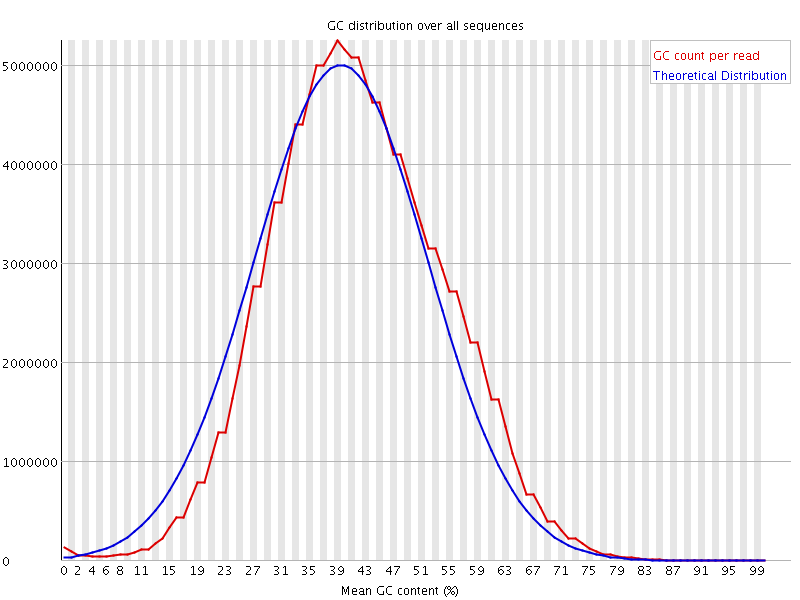 GC distribution over all sequences
GC count per read
Theoretical Distribution
5000000
4000000
3000000
2000000
1000000
0
0 2 4 6 8 11 15 19 23 27 31 35 39 43 47 51 55 59 63 67 71 75 79 83 87 91 95 99
Mean GC content (%)